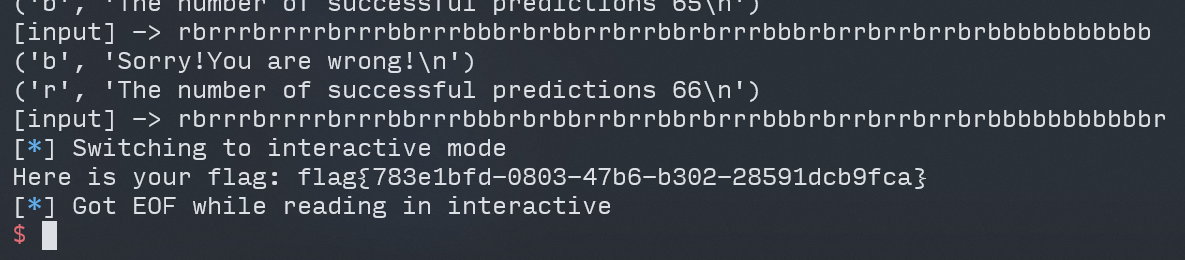 ('b', 'The number of successful predictions 65\n')
[input] -> rbrrrbrrrrbrrrbbrrrbbbrbrbbrrbrrbbrbrrrbbbrbrrbrrbrrbrbbbbbbbbbbb
('b', 'Sorry!You are wrong!\n')
('r', 'The number of successful predictions 66\n')
[input] -> rbrrrbrrrrbrrrbbrrrbbbrbrbbrrbrrbbrbrrrbbbrbrrbrrbrrbrbbbbbbbbbbbr
[*] Switching to interactive mode
Here is your flag: flag{783e1bfd-0803-47b6-b302-28591dcb9fca}
[*] Got EOF while reading in interactive
$